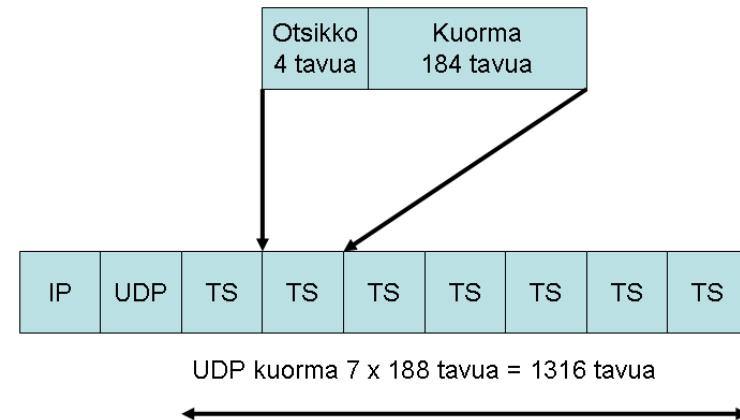 Otsikko
4 tavua
Kuorma
184 tavua
IP UDP TS TS TS TS TS TS TS
UDP kuorma 7 x 188 tavua = 1316 tavua